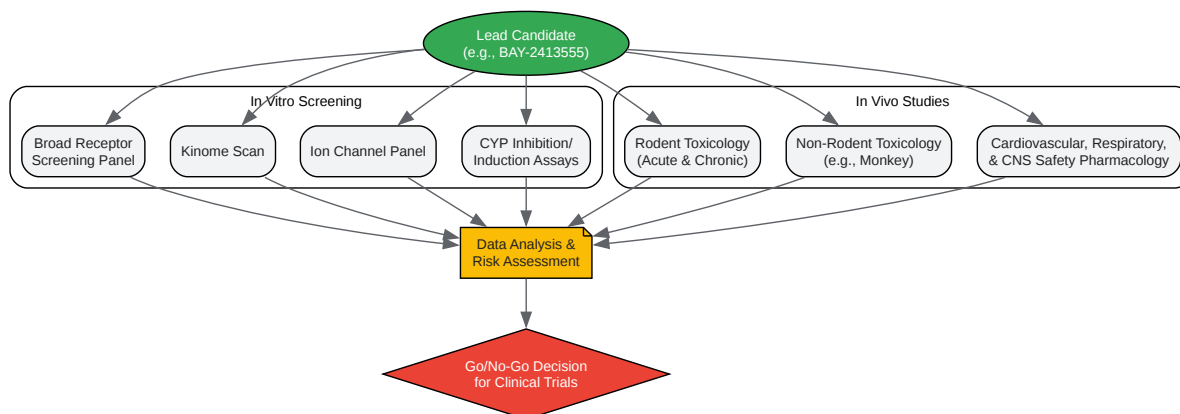 Lead Candidate
(e.g., BAY-2413555)
In Vitro Screening
In Vivo Studies
Broad Receptor
Screening Panel
Kinome Scan
Ion Channel Panel
CYP Inhibition/
Induction Assays
Rodent Toxicology
(Acute & Chronic)
Non-Rodent Toxicology
(e.g., Monkey)
Cardiovascular, Respiratory,
& CNS Safety Pharmacology
Data Analysis &
Risk Assessment
Go/No-Go Decision
for Clinical Trials